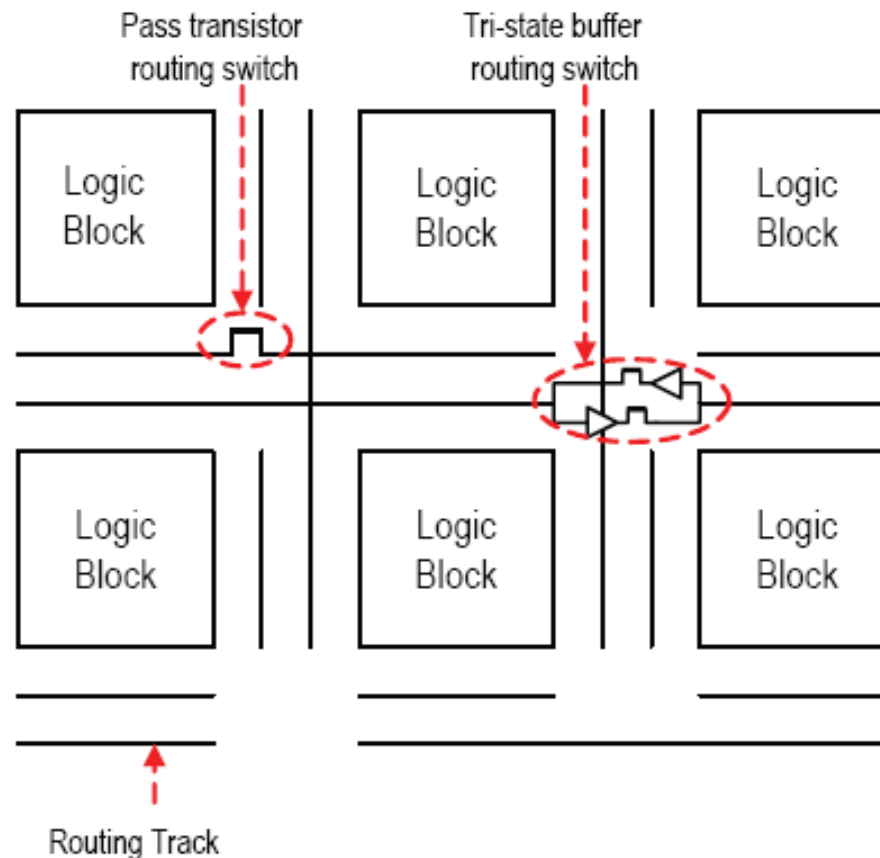 Pass transistor
routing switch
Tri-state buffer
routing switch
Logic
Block
Logic
Block
Logic
Block
Logic
Block
Logic
Block
Logic
Block
Routing Track